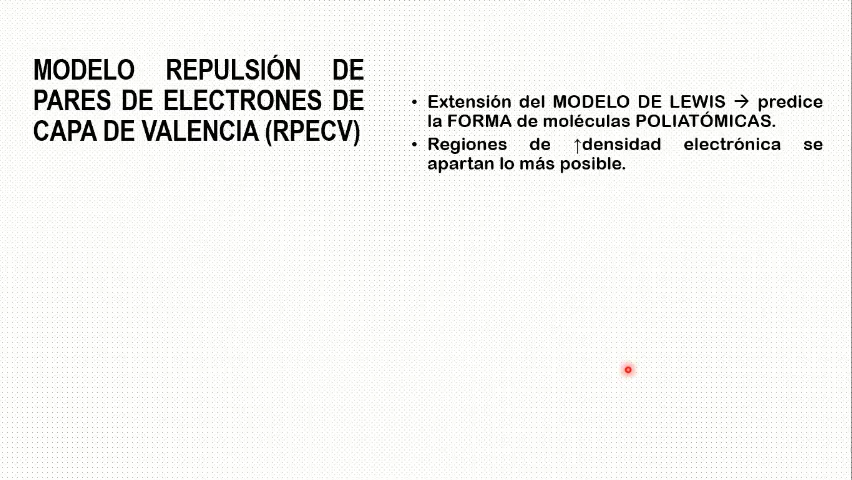 MODELO REPULSIÓN DE
PARES DE ELECTRONES DE
CAPA DE VALENCIA (RPECV)
• Extensión del MODELO DE LEWIS → predice
la FORMA de moléculas POLIATÓMICAS.
• Regiones de ↑densidad electrónica se
apartan lo más posible.